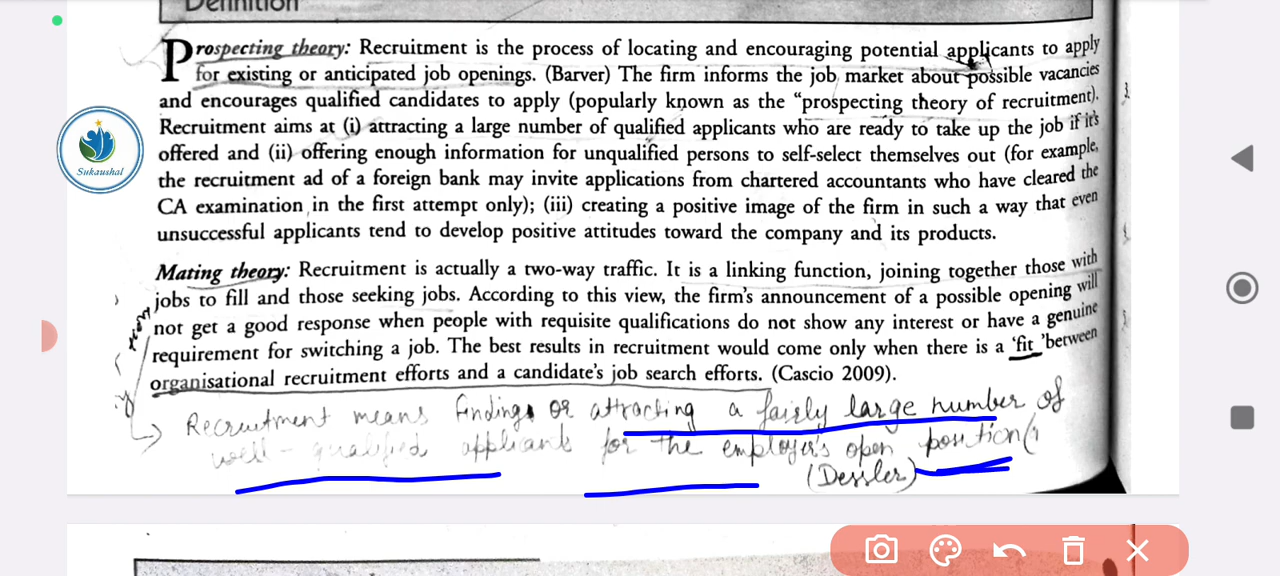 Definition
Prospecting theory: Recruitment is the process of locating and encouraging potential applicants to apply
for existing or anticipated job openings. (Barver) The firm informs the job market about possible vacancies
and encourages qualified candidates to apply (popularly known as the “prospecting theory of recruitment).
Recruitment aims at (i) attracting a large number of qualified applicants who are ready to take up the job if it's
offered and (ii) offering enough information for unqualified persons to self-select themselves out (for example,
the recruitment ad of a foreign bank may invite applications from chartered accountants who have cleared the
CA examination in the first attempt only); (iii) creating a positive image of the firm in such a way that even
unsuccessful applicants tend to develop positive attitudes toward the company and its products.
Sukaushal
Mating theory: Recruitment is actually a two-way traffic. It is a linking function, joining together those with
jobs to fill and those seeking jobs. According to this view, the firm's announcement of a possible opening will
not get a good response when people with requisite qualifications do not show any interest or have a genuine
requirement for switching a job. The best results in recruitment would come only when there is a ‘fit ’between
organisational recruitment efforts and a candidate's job search efforts. (Cascio 2009).
Recruitment means findings or attracting a fairly large number of
well-qualified applicants for the employer's open position(
(Dessler)